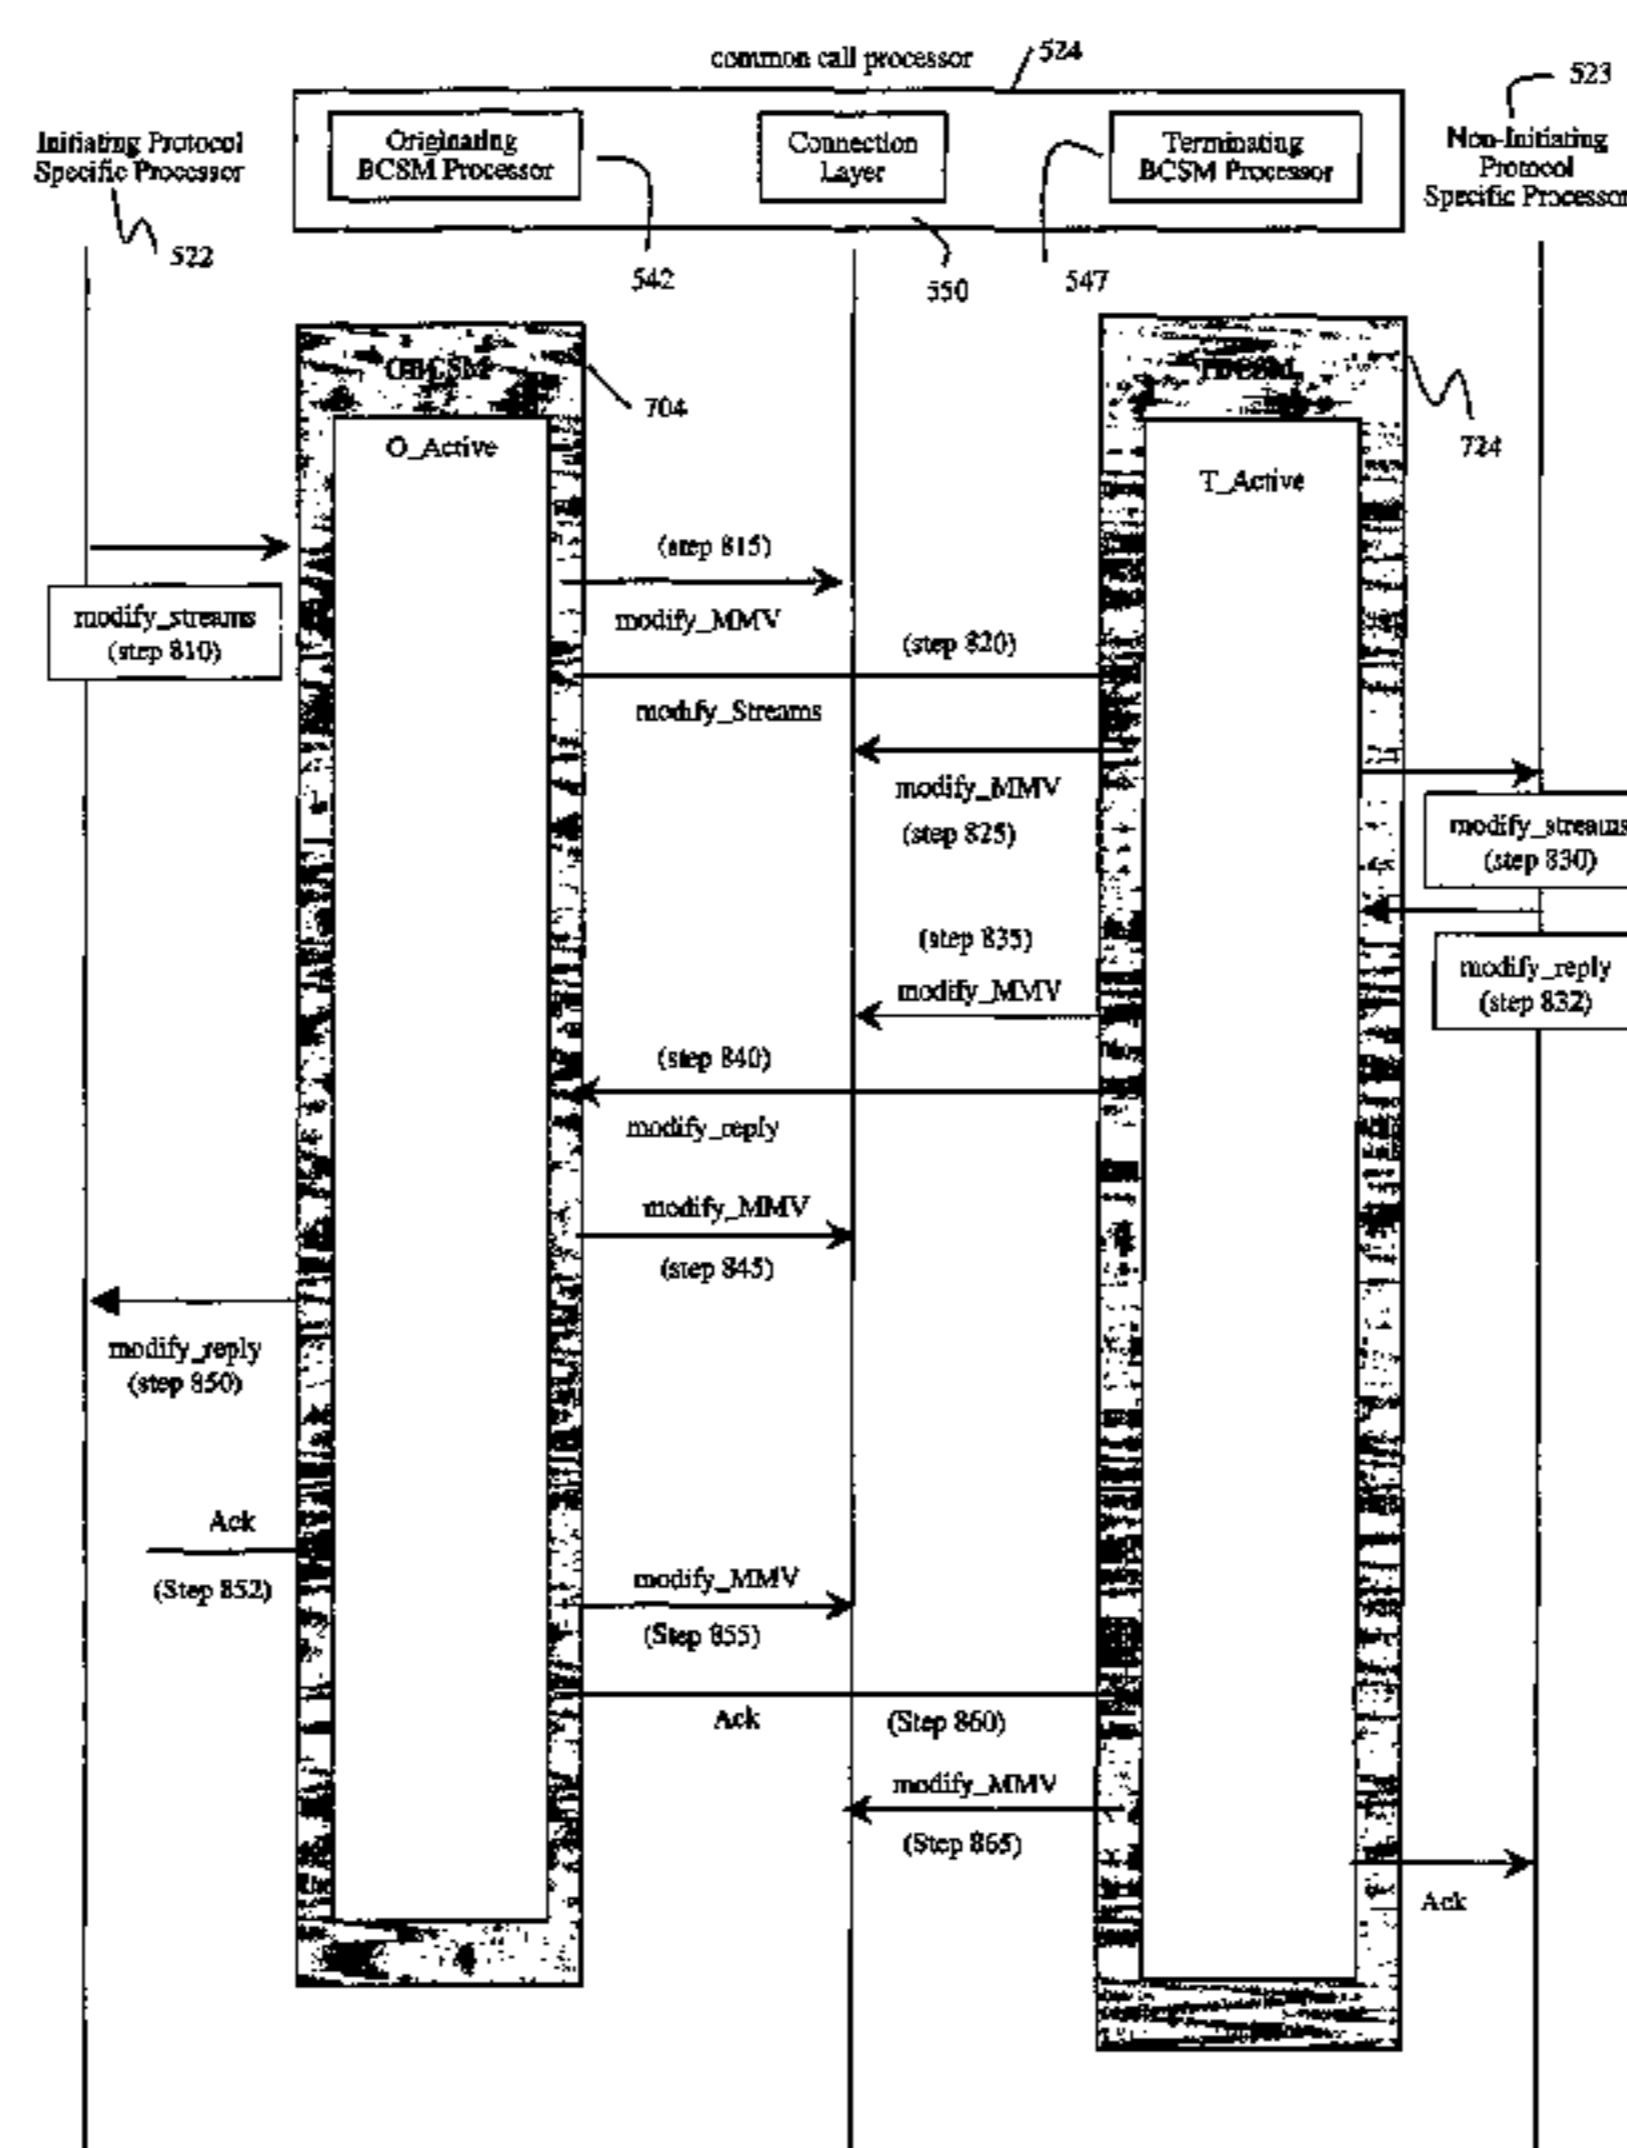 common call processor
524
523
Initiating Protocol
Specific Processor
522
Originating
BCSM Processor
542
Connection
Layer
550
Terminating
BCSM Processor
547
Non-Initiating
Protocol
Specific Processor
704
724
O_Active
T_Active
modify_streams
(step 810)
(step 815)
modify_MMV
(step 820)
modify_Streams
modify_MMV
(step 825)
modify_streams
(step 830)
(step 835)
modify_MMV
modify_reply
(step 832)
(step 840)
modify_reply
modify_MMV
(step 845)
modify_reply
(step 850)
Ack
(Step 852)
modify_MMV
(Step 855)
Ack
(Step 860)
modify_MMV
(Step 865)
Ack